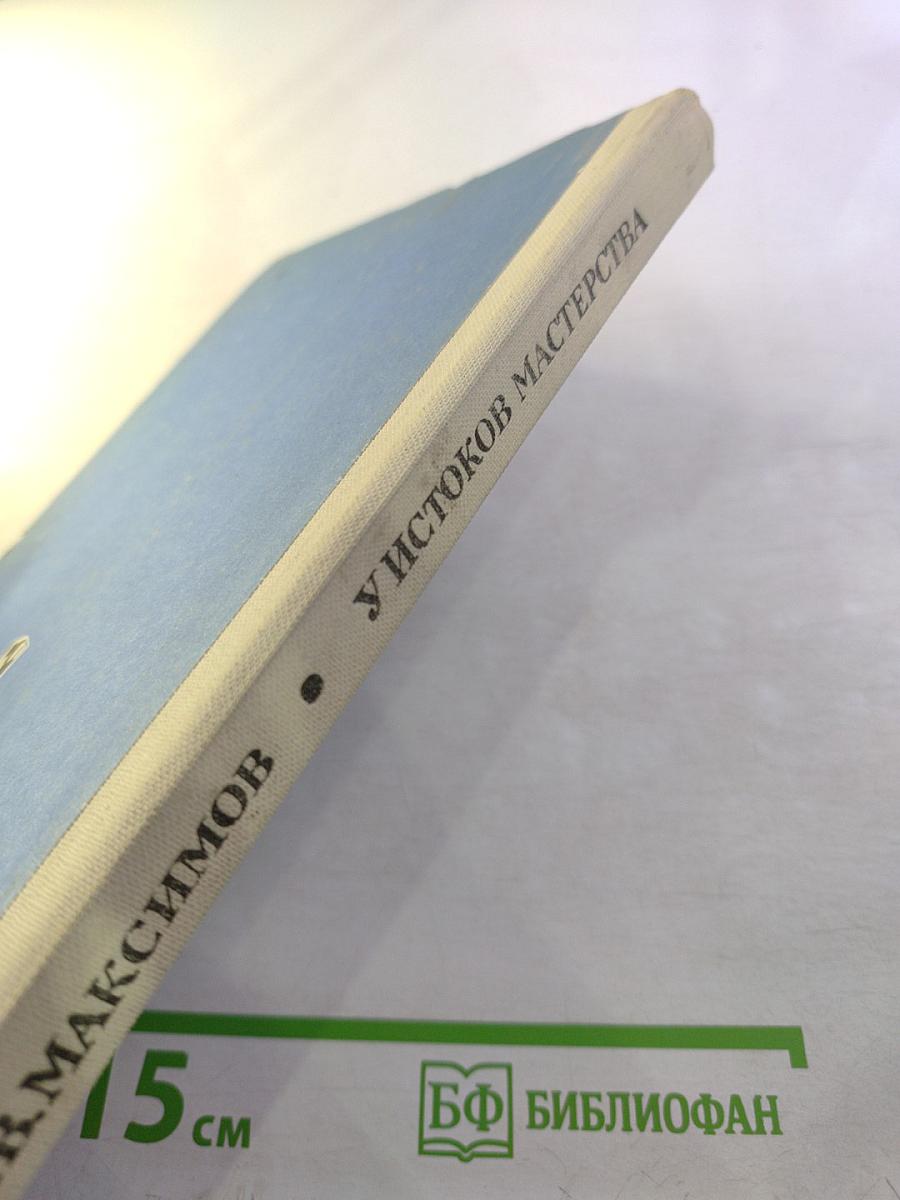 В. МАКСИМОВ • У ИСТОКОВ МАСТЕРСТВА
15 см
БФ БИБЛИОФАН